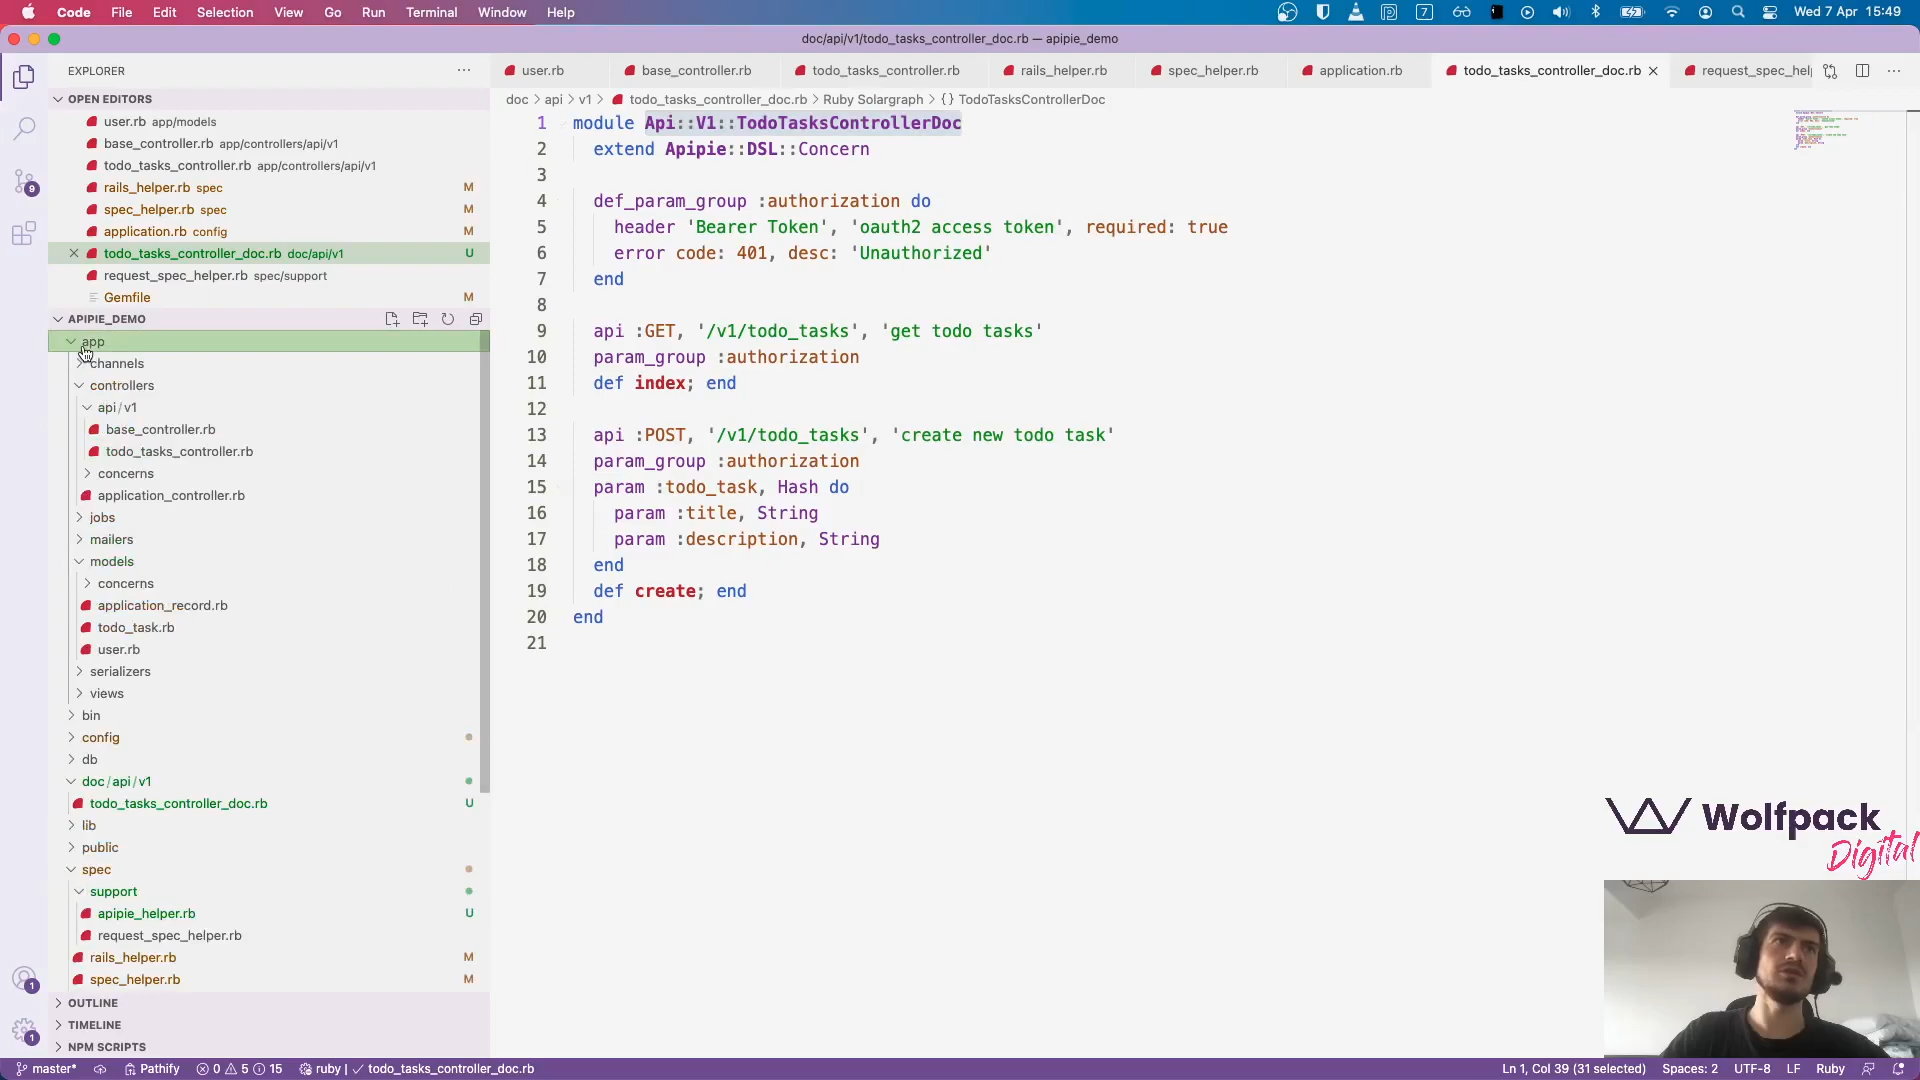 Code File Edit Selection View Go Run Terminal Window Help
7
Wed 7 Apr 15:49
doc/api/v1/todo_tasks_controller_doc.rb — apipie_demo
EXPLORER
user.rb
base_controller.rb
todo_tasks_controller.rb
rails_helper.rb
spec_helper.rb
application.rb
todo_tasks_controller_doc.rb
request_spec_hel
doc > api > v1 > todo_tasks_controller_doc.rb > Ruby Solargraph > {} TodoTasksControllerDoc
OPEN EDITORS
user.rb app/models
base_controller.rb app/controllers/api/v1
todo_tasks_controller.rb app/controllers/api/v1
rails_helper.rb spec M
spec_helper.rb spec M
application.rb config M
todo_tasks_controller_doc.rb doc/api/v1 U
request_spec_helper.rb spec/support
Gemfile M
APIPIE_DEMO
app
channels
controllers
api/v1
base_controller.rb
todo_tasks_controller.rb
concerns
application_controller.rb
jobs
mailers
models
concerns
application_record.rb
todo_task.rb
user.rb
serializers
views
bin
config
db
doc/api/v1
todo_tasks_controller_doc.rb U
lib
public
spec
support
apipie_helper.rb U
request_spec_helper.rb
rails_helper.rb M
spec_helper.rb M
OUTLINE
TIMELINE
NPM SCRIPTS
9
1
1
1 module Api::V1::TodoTasksControllerDoc
2 extend Apipie::DSL::Concern
3
4 def_param_group :authorization do
5 header 'Bearer Token', 'oauth2 access token', required: true
6 error code: 401, desc: 'Unauthorized'
7 end
8
9 api :GET, '/v1/todo_tasks', 'get todo tasks'
10 param_group :authorization
11 def index; end
12
13 api :POST, '/v1/todo_tasks', 'create new todo task'
14 param_group :authorization
15 param :todo_task, Hash do
16 param :title, String
17 param :description, String
18 end
19 def create; end
20 end
21
Wolfpack
Digital
master* Pathify 0 5 15 ruby | ✓ todo_tasks_controller_doc.rb
Ln 1, Col 39 (31 selected) Spaces: 2 UTF-8 LF Ruby